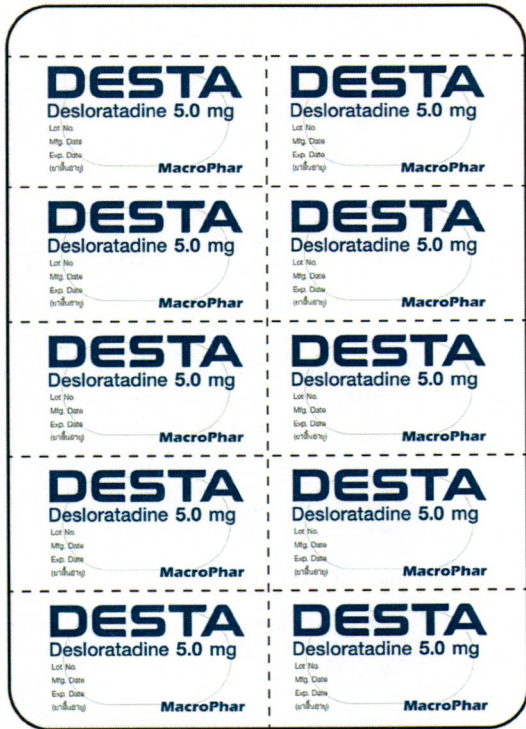 DESTA
Desloratadine 5.0 mg
Lot No.
Mfg. Date
Exp. Date
(ยาสิ้นอายุ)
MacroPhar
DESTA
Desloratadine 5.0 mg
Lot No.
Mfg. Date
Exp. Date
(ยาสิ้นอายุ)
MacroPhar
DESTA
Desloratadine 5.0 mg
Lot No.
Mfg. Date
Exp. Date
(ยาสิ้นอายุ)
MacroPhar
DESTA
Desloratadine 5.0 mg
Lot No.
Mfg. Date
Exp. Date
(ยาสิ้นอายุ)
MacroPhar
DESTA
Desloratadine 5.0 mg
Lot No.
Mfg. Date
Exp. Date
(ยาสิ้นอายุ)
MacroPhar
DESTA
Desloratadine 5.0 mg
Lot No.
Mfg. Date
Exp. Date
(ยาสิ้นอายุ)
MacroPhar
DESTA
Desloratadine 5.0 mg
Lot No.
Mfg. Date
Exp. Date
(ยาสิ้นอายุ)
MacroPhar
DESTA
Desloratadine 5.0 mg
Lot No.
Mfg. Date
Exp. Date
(ยาสิ้นอายุ)
MacroPhar
DESTA
Desloratadine 5.0 mg
Lot No.
Mfg. Date
Exp. Date
(ยาสิ้นอายุ)
MacroPhar
DESTA
Desloratadine 5.0 mg
Lot No.
Mfg. Date
Exp. Date
(ยาสิ้นอายุ)
MacroPhar